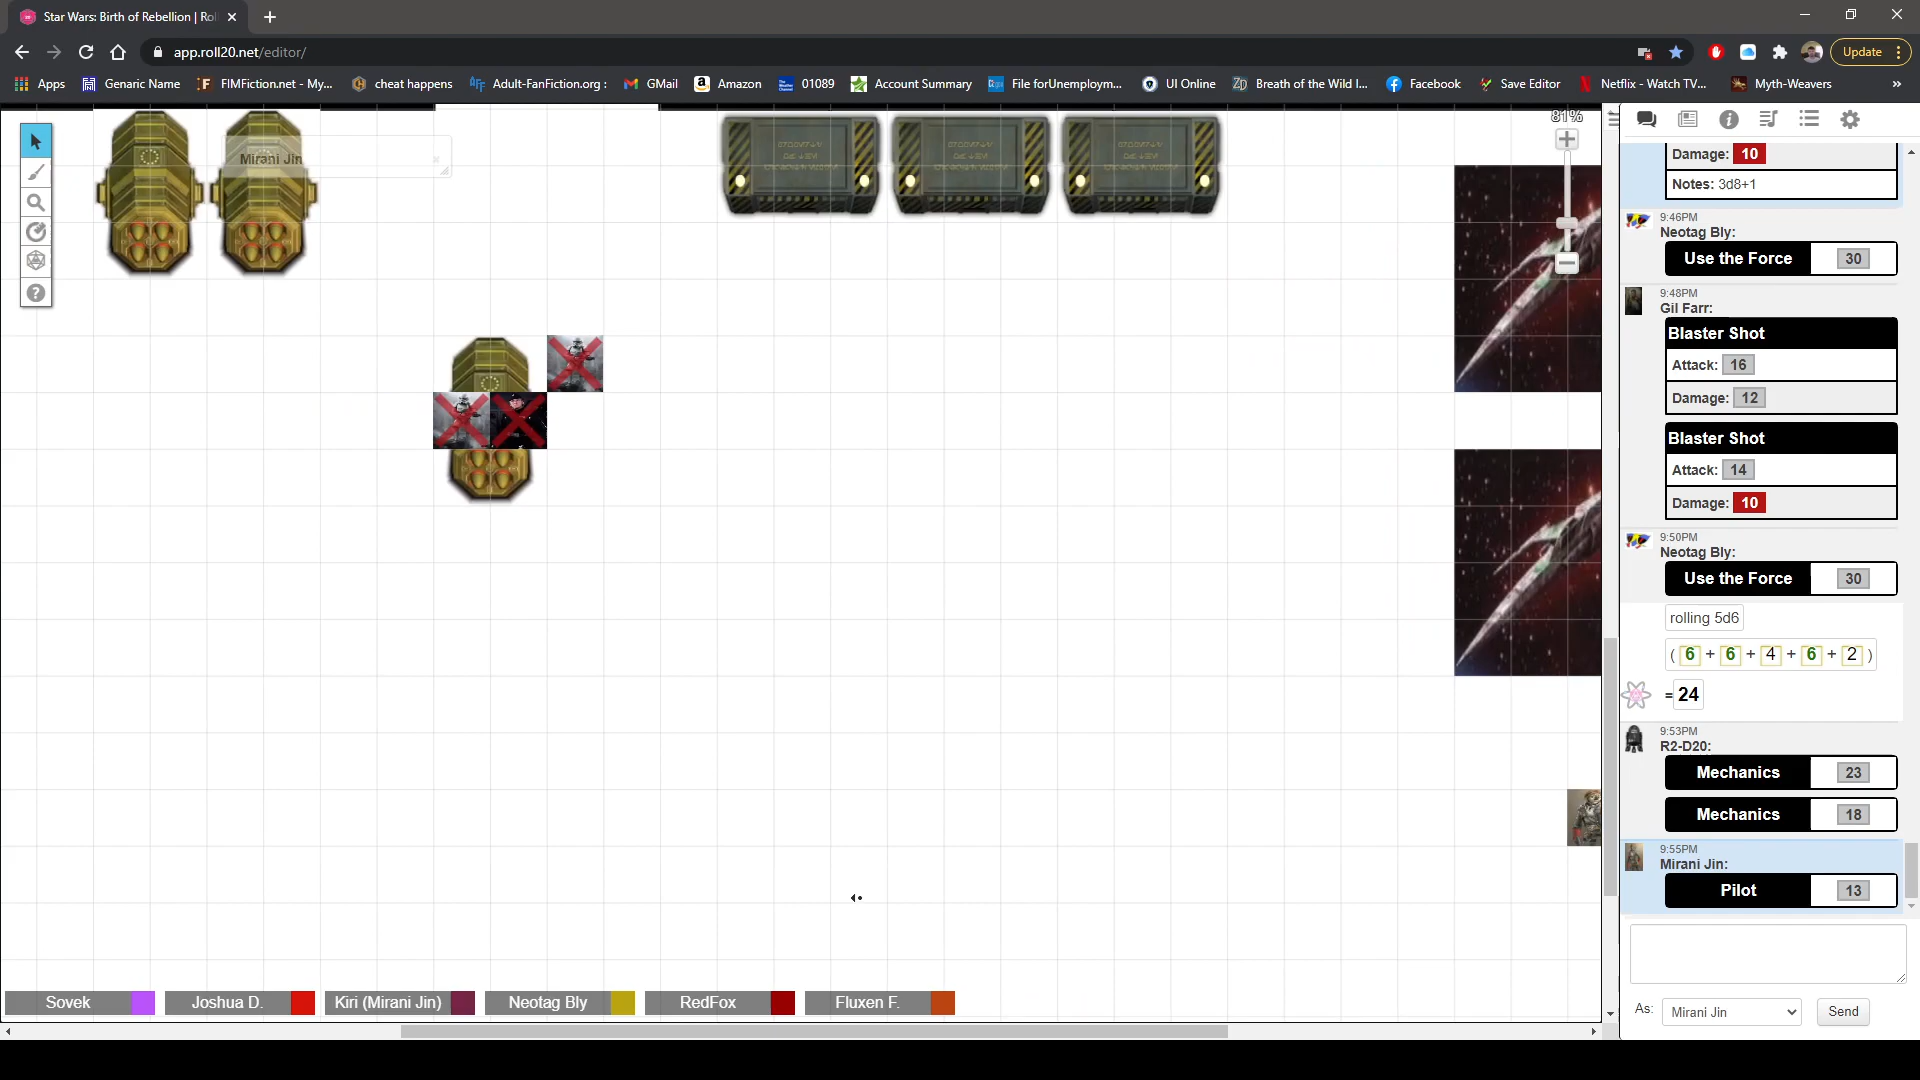 Star Wars: Birth of Rebellion | Rol
app.roll20.net/editor/
Update
Apps
Genaric Name
FIMFiction.net - My...
cheat happens
Adult-FanFiction.org :
GMail
Amazon
01089
Account Summary
File forUnemploym...
UI Online
Breath of the Wild I...
Facebook
Save Editor
Netflix - Watch TV...
Myth-Weavers
»
Mirani Jin
81%
Damage: 10
Notes: 3d8+1
9:46PM
Neotag Bly:
Use the Force 30
9:48PM
Gil Farr:
Blaster Shot
Attack: 16
Damage: 12
Blaster Shot
Attack: 14
Damage: 10
9:50PM
Neotag Bly:
Use the Force 30
rolling 5d6
( 6 + 6 + 4 + 6 + 2 )
= 24
9:53PM
R2-D20:
Mechanics 23
Mechanics 18
9:55PM
Mirani Jin:
Pilot 13
As: Mirani Jin Send
Sovek
Joshua D.
Kiri (Mirani Jin)
Neotag Bly
RedFox
Fluxen F.